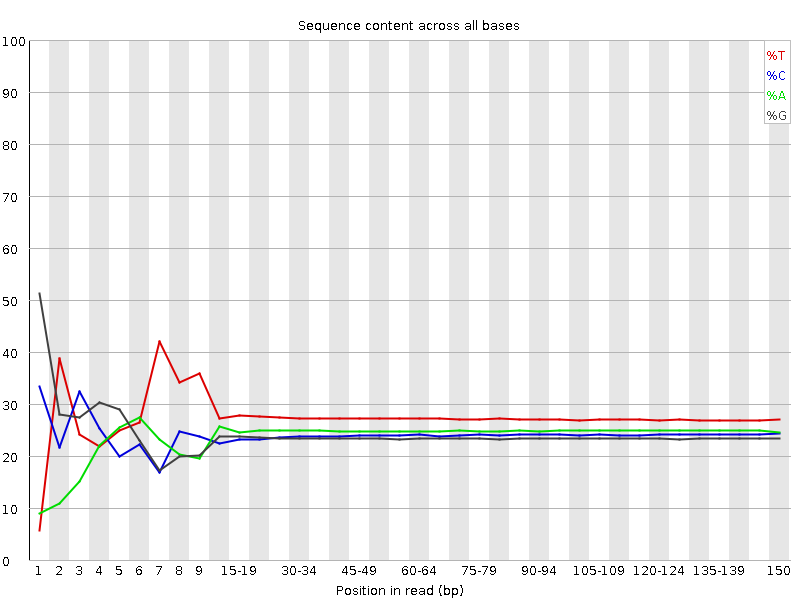 Sequence content across all bases
100
90
80
70
60
50
40
30
20
10
0
%T
%C
%A
%G
1 2 3 4 5 6 7 8 9 15-19 30-34 45-49 60-64 75-79 90-94 105-109 120-124 135-139 150
Position in read (bp)